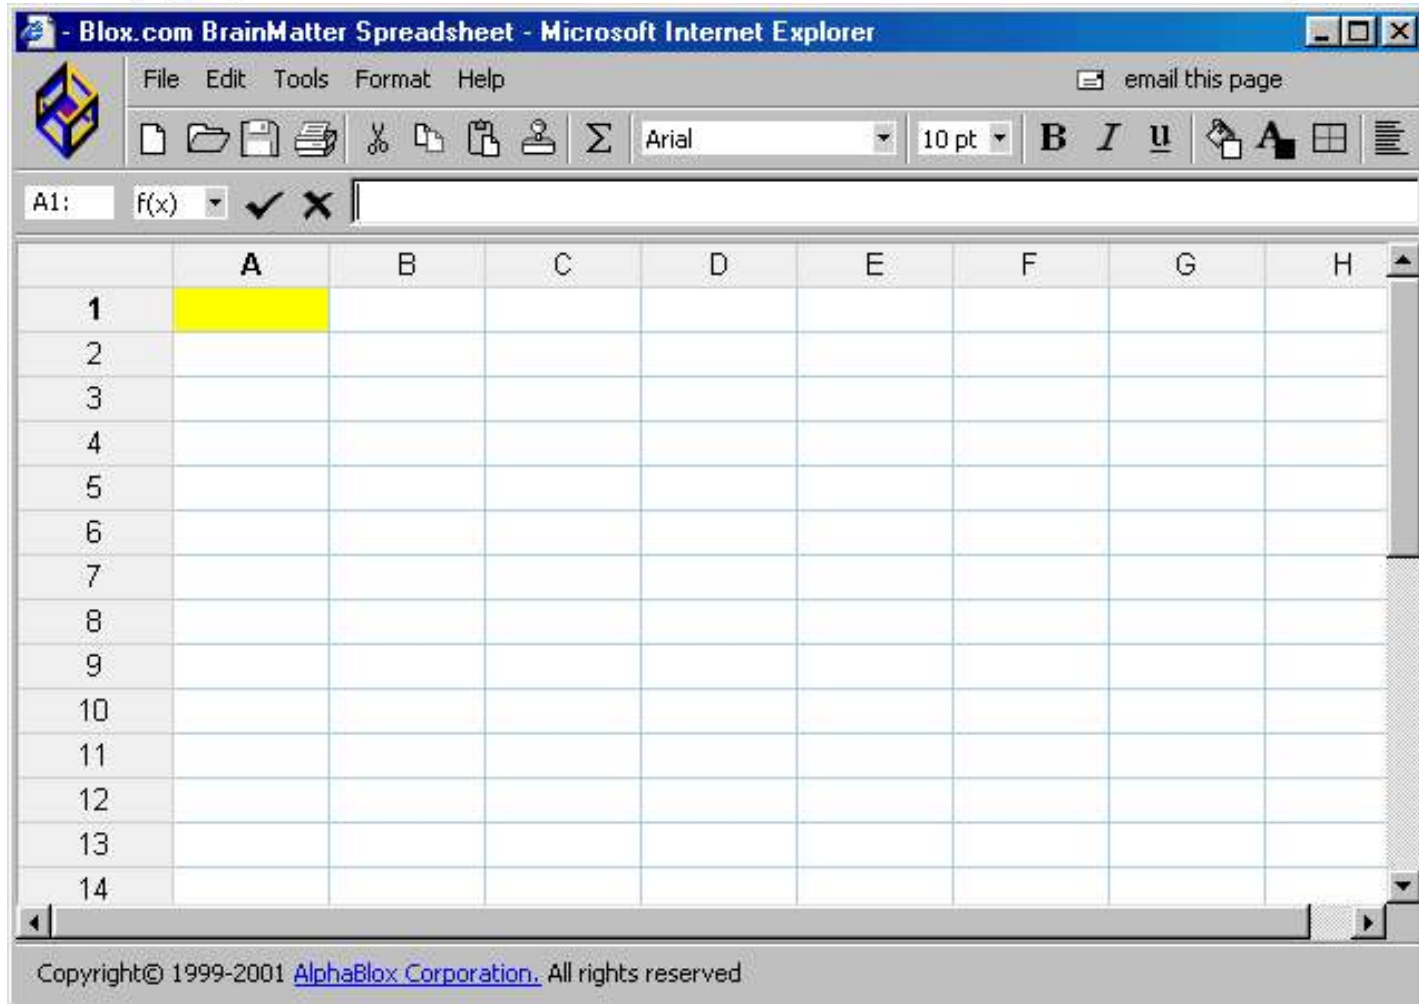 - Blox.com BrainMatter Spreadsheet - Microsoft Internet Explorer
File Edit Tools Format Help email this page
Σ Arial 10 pt B I u A
A1: f(x)
A B C D E F G H
1
2
3
4
5
6
7
8
9
10
11
12
13
14
Copyright© 1999-2001 AlphaBlox Corporation. All rights reserved